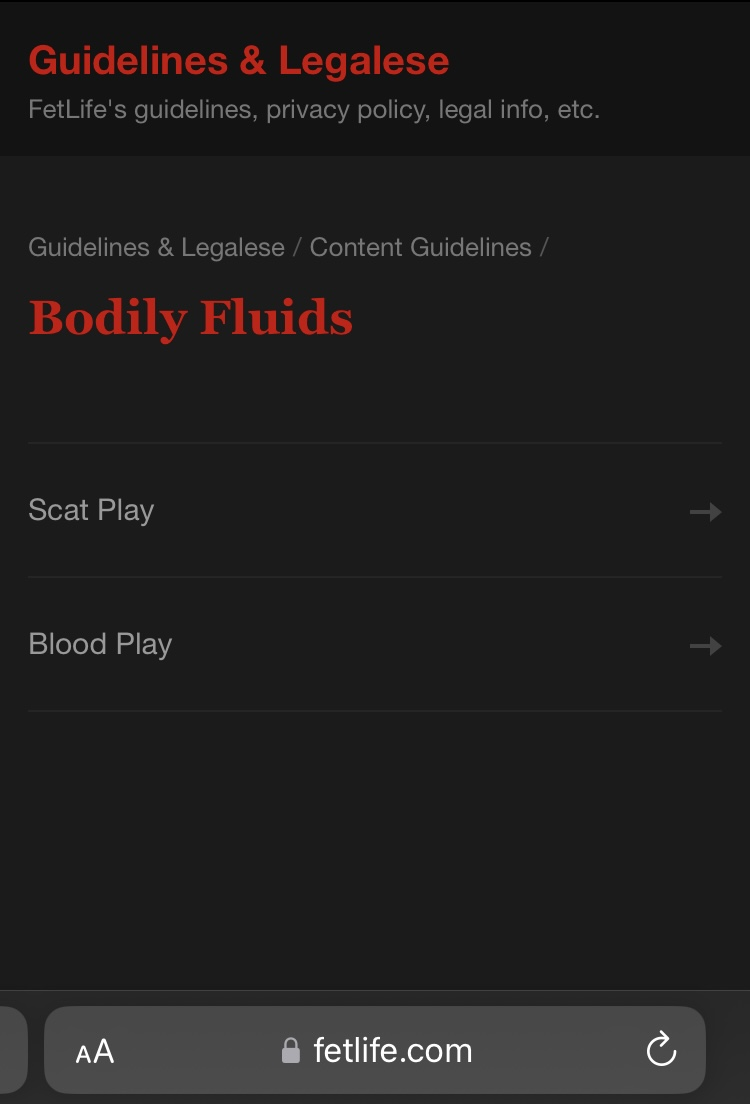 Guidelines & Legalese
FetLife's guidelines, privacy policy, legal info, etc.
Guidelines & Legalese / Content Guidelines /
Bodily Fluids
Scat Play
Blood Play
AA fetlife.com